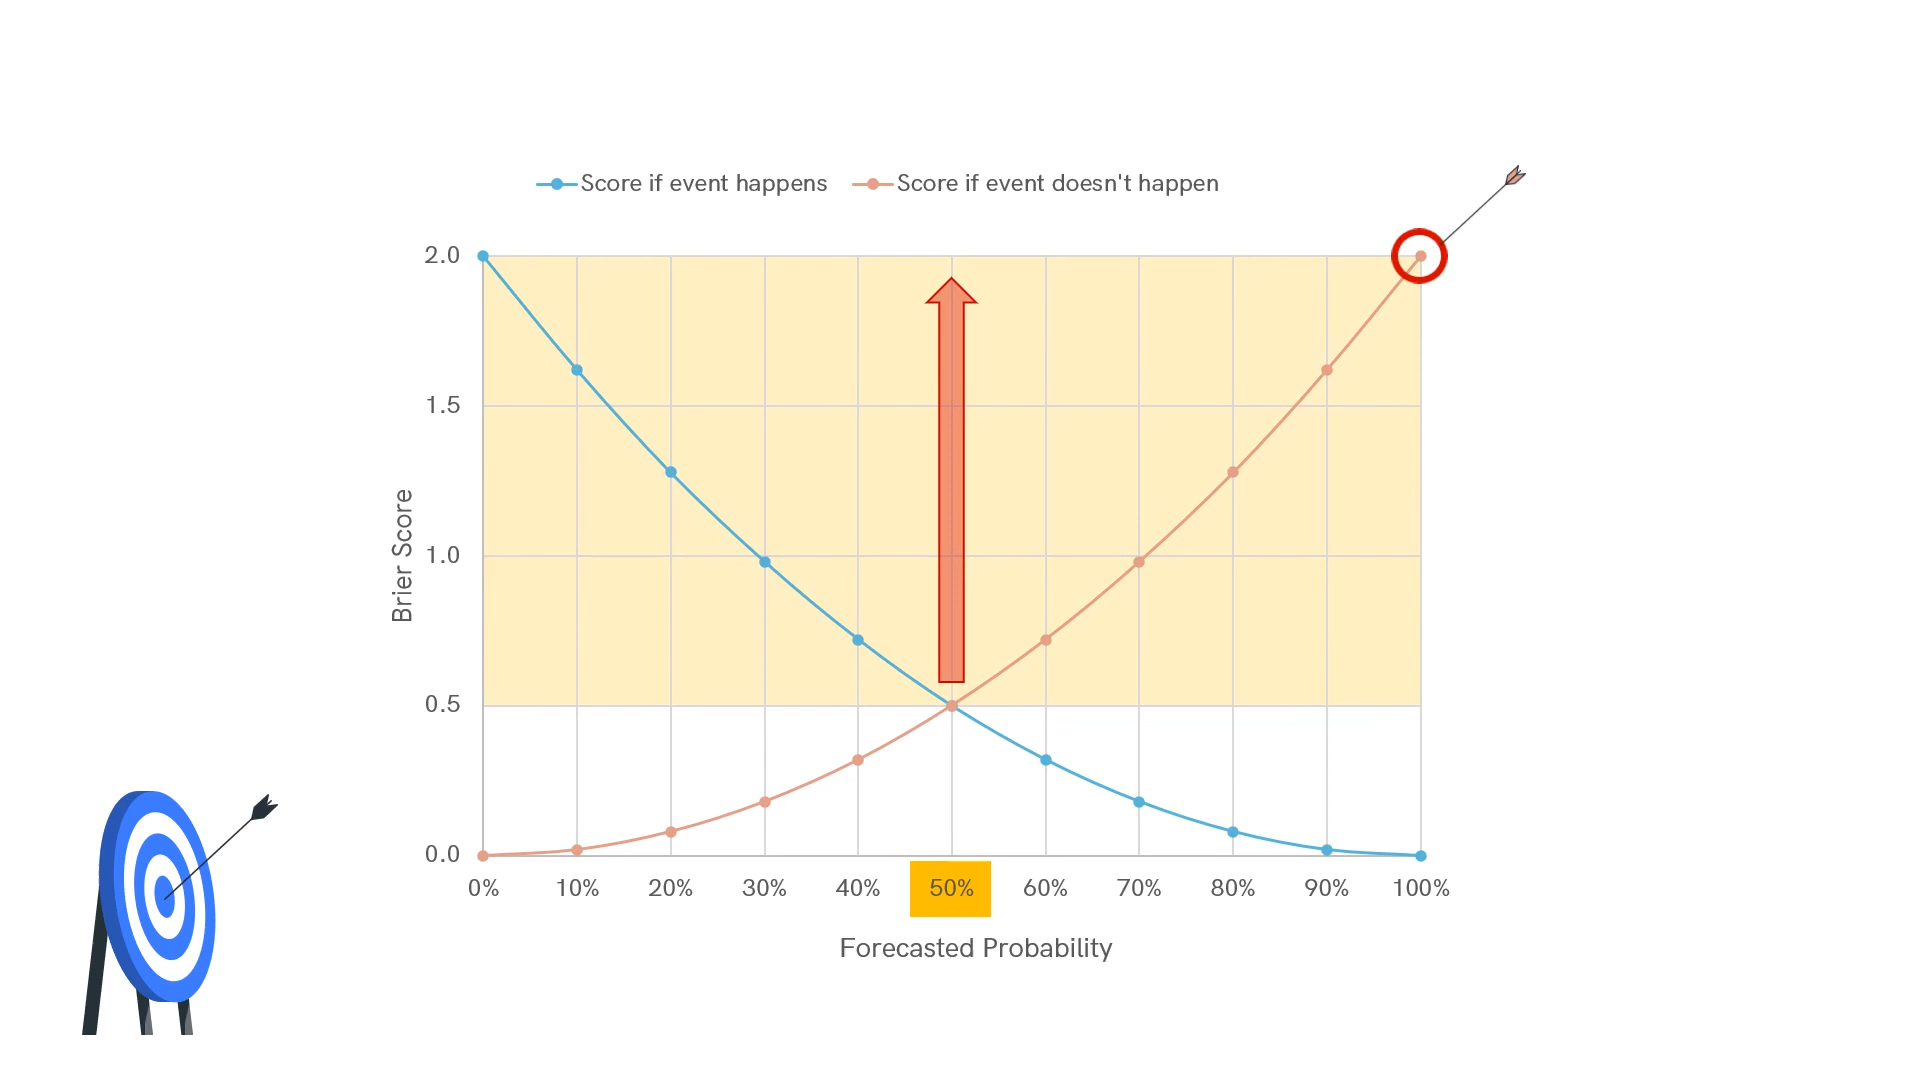 Score if event happens Score if event doesn't happen
2.0
1.5
1.0
0.5
0.0
Brier Score
0% 10% 20% 30% 40% 50% 60% 70% 80% 90% 100%
Forecasted Probability